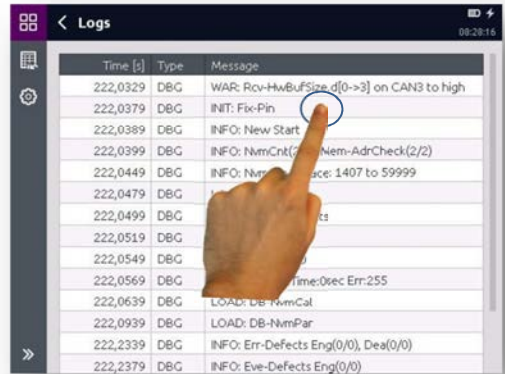 < Logs
08:28:16
Time [s] Type Message
222,0329 DBG WAR: Rcv-HwBufSize,d[0->3] on CAN3 to high
222,0379 DBG INIT: Fix-Pin
222,0389 DBG INFO: New Start
222,0399 DBG INFO: NvmCnt( Mem-AdrCheck(2/2)
222,0449 DBG INFO: 1407 to 59999
222,0479 DBG
222,0499 DBG
222,0519 DBG
222,0549 DBG
222,0569 DBG Time:0sec Err:255
222,0639 DBG LOAD: DB-NvmCal
222,0939 DBG LOAD: DB-NvmPar
222,2339 DBG INFO: Err-Defects Eng(0/0), Dea(0/0)
222,2379 DBG INFO: Eve-Defects Eng(0/0)